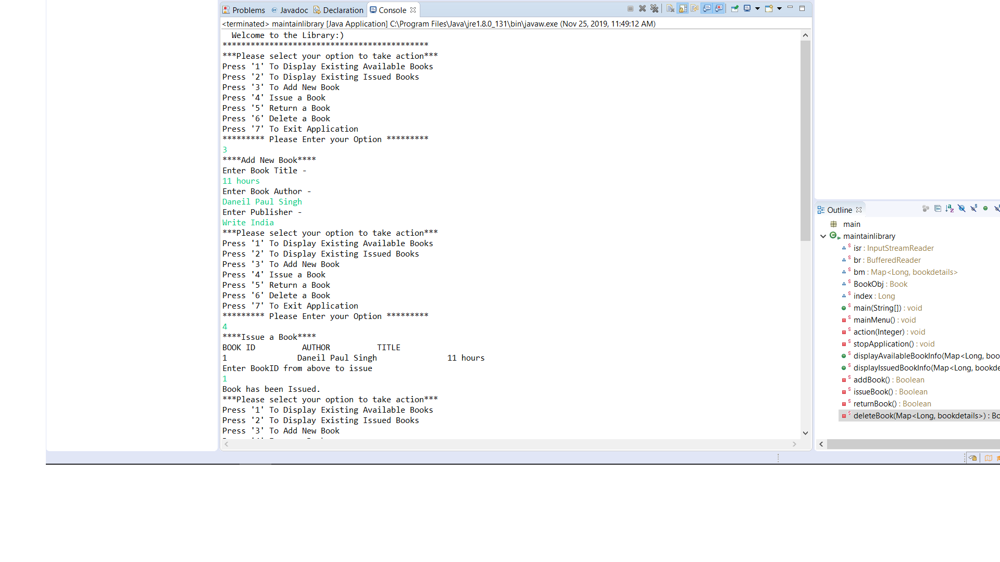 Problems @ Javadoc Declaration Console
<terminated> maintainlibrary [Java Application] C:\Program Files\Java\jre1.8.0_131\bin\javaw.exe (Nov 25, 2019, 11:49:12 AM)
Welcome to the Library:)
********************************************
***Please select your option to take action***
Press '1' To Display Existing Available Books
Press '2' To Display Existing Issued Books
Press '3' To Add New Book
Press '4' Issue a Book
Press '5' Return a Book
Press '6' Delete a Book
Press '7' To Exit Application
********* Please Enter your Option *********
3
****Add New Book****
Enter Book Title -
11 hours
Enter Book Author -
Daneil Paul Singh
Enter Publisher -
Write India
***Please select your option to take action***
Press '1' To Display Existing Available Books
Press '2' To Display Existing Issued Books
Press '3' To Add New Book
Press '4' Issue a Book
Press '5' Return a Book
Press '6' Delete a Book
Press '7' To Exit Application
********* Please Enter your Option *********
4
****Issue a Book****
BOOK ID AUTHOR TITLE
1 Daneil Paul Singh 11 hours
Enter BookID from above to issue
1
Book has been Issued.
***Please select your option to take action***
Press '1' To Display Existing Available Books
Press '2' To Display Existing Issued Books
Press '3' To Add New Book
Outline
main
maintainlibrary
isr : InputStreamReader
br : BufferedReader
bm : Map<Long, bookdetails>
BookObj : Book
index : Long
main(String[]) : void
mainMenu() : void
action(Integer) : void
stopApplication() : void
displayAvailableBookInfo(Map<Long, boo
displayIssuedBookInfo(Map<Long, bookde
addBook() : Boolean
issueBook() : Boolean
returnBook() : Boolean
deleteBook(Map<Long, bookdetails>) : Bo